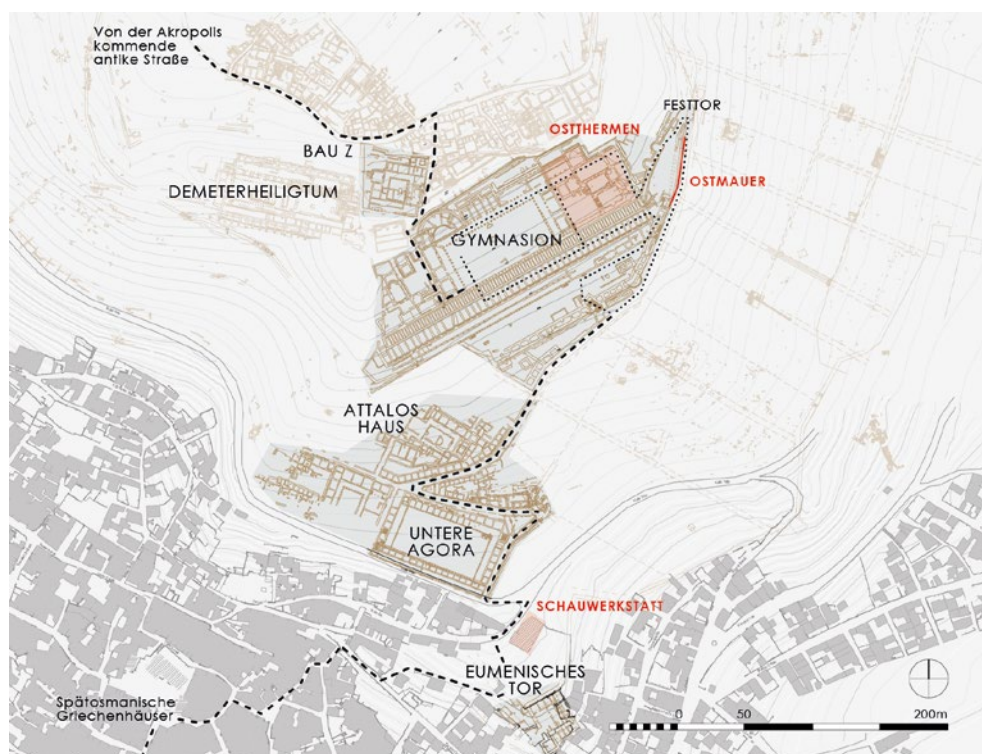 Von der Akropolis
kommende
antike Straße
FESTTOR
OSTTHERMEN
BAU Z
OSTMAUER
DEMETERHEILIGTUM
GYMNASION
ATTALOS
HAUS
UNTERE
AGORA
SCHAUWERKSTATT
EUMENISCHES
TOR
Spätosmanische
Griechenhäuser
0 50 200m